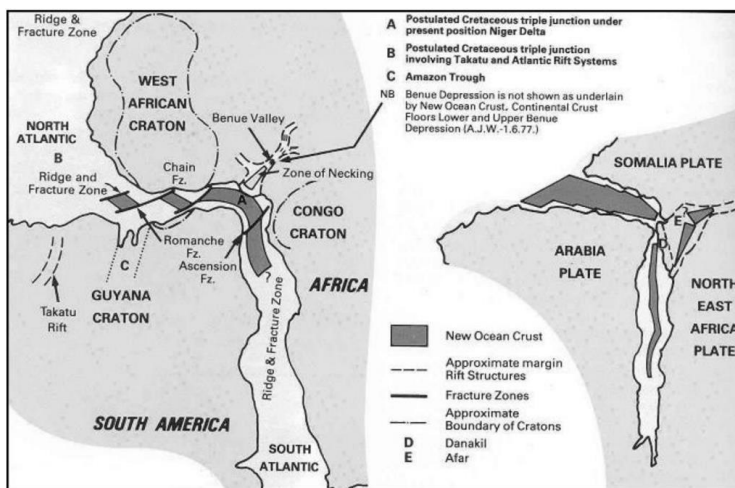 Ridge &
Fracture Zone
WEST
AFRICAN
CRATON
NORTH
ATLANTIC
B
Ridge and
Fracture Zone
Chain
Fz.
Benue Valley
Zone of Necking
A
CONGO
CRATON
Romanche
Fz.
Ascension
Fz.
C
GUYANA
CRATON
Takatu
Rift
AFRICA
Ridge & Fracture Zone
SOUTH AMERICA
SOUTH
ATLANTIC
A Postulated Cretaceous triple junction under
present position Niger Delta
B Postulated Cretaceous triple junction
involving Takatu and Atlantic Rift Systems
C Amazon Trough
NB Benue Depression is not shown as underlain
by New Ocean Crust, Continental Crust
Floors Lower and Upper Benue
Depression (A.J.W.-1.6.77.)
SOMALIA PLATE
E
D
ARABIA
PLATE
NORTH
EAST
AFRICA
PLATE
New Ocean Crust
Approximate margin
Rift Structures
Fracture Zones
Approximate
Boundary of Cratons
D Danakil
E Afar